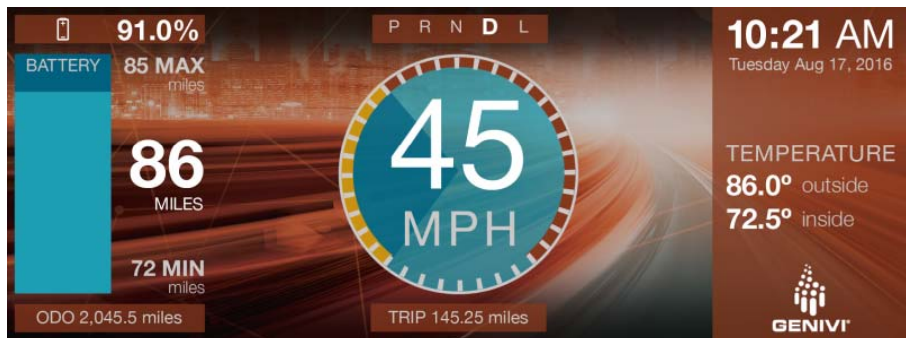 91.0%
BATTERY
85 MAX
miles
86
MILES
72 MIN
miles
ODO 2,045.5 miles
P R N D L
45
MPH
TRIP 145.25 miles
10:21 AM
Tuesday Aug 17, 2016
TEMPERATURE
86.0º outside
72.5º inside
GENIVI